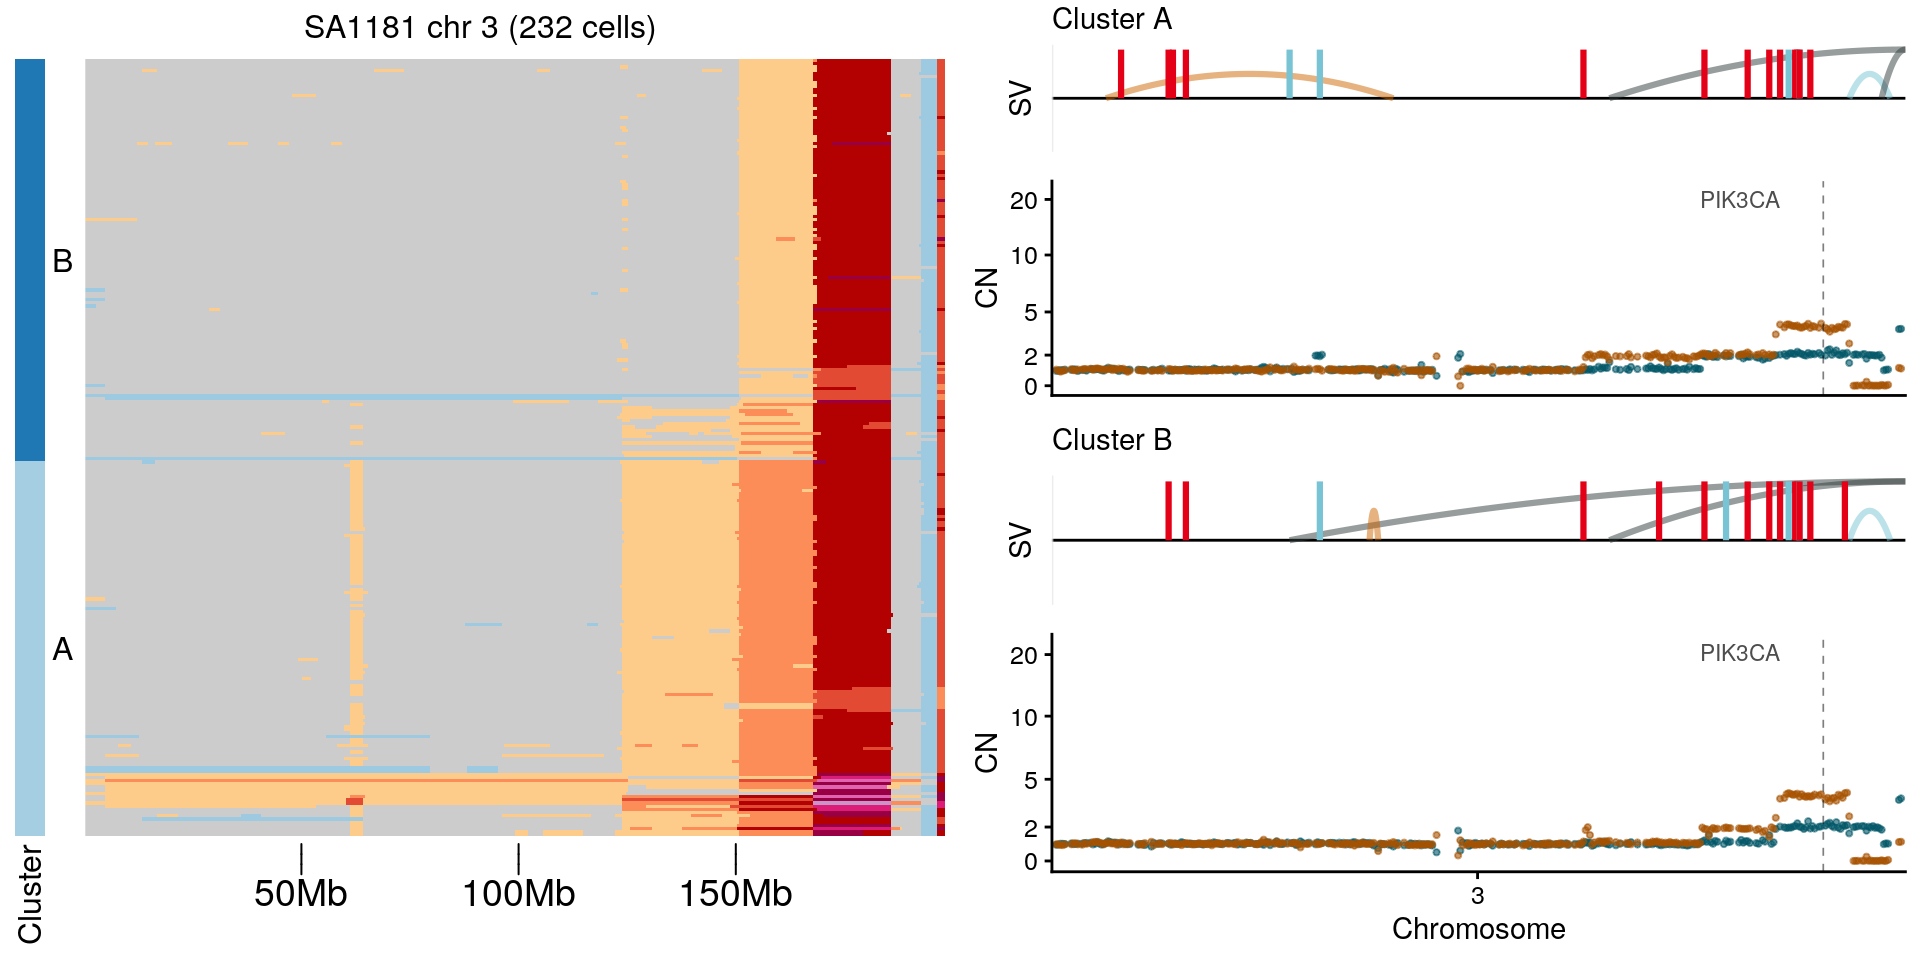 SA1181 chr 3 (232 cells)
B
A
Cluster
50Mb
100Mb
150Mb
Cluster A
SV
CN
20
10
5
2
0
PIK3CA
Cluster B
SV
CN
20
10
5
2
0
PIK3CA
3
Chromosome